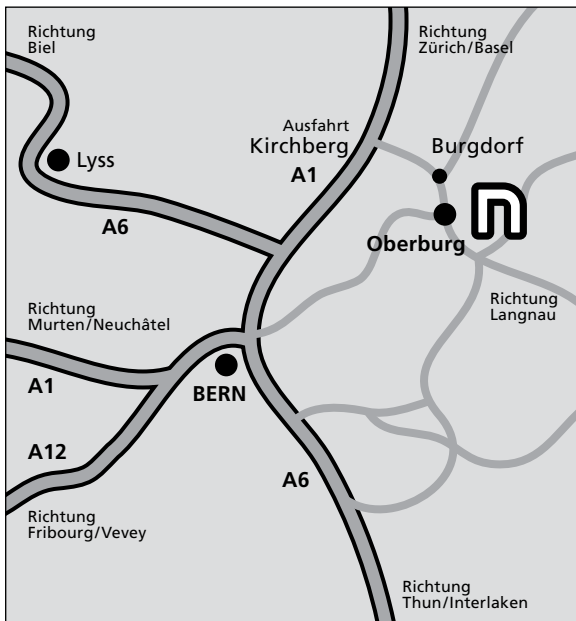 Richtung
Biel
Richtung
Zürich/Basel
Ausfahrt
Kirchberg
Burgdorf
Lyss
A1
A6
Oberburg
n
Richtung
Murten/Neuchâtel
Richtung
Langnau
A1
BERN
A12
A6
Richtung
Fribourg/Vevey
Richtung
Thun/Interlaken